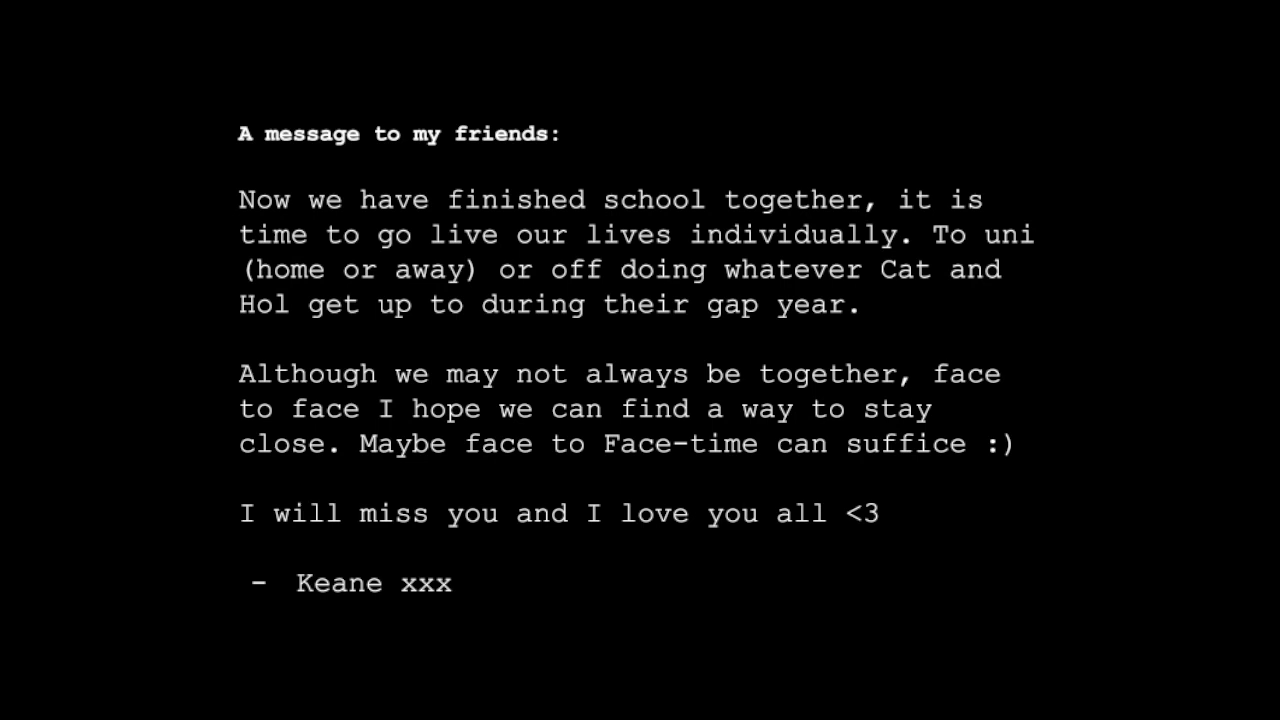 A message to my friends:
Now we have finished school together, it is
time to go live our lives individually. To uni
(home or away) or off doing whatever Cat and
Hol get up to during their gap year.
Although we may not always be together, face
to face I hope we can find a way to stay
close. Maybe face to Face-time can suffice :)
I will miss you and I love you all <3
- Keane xxx